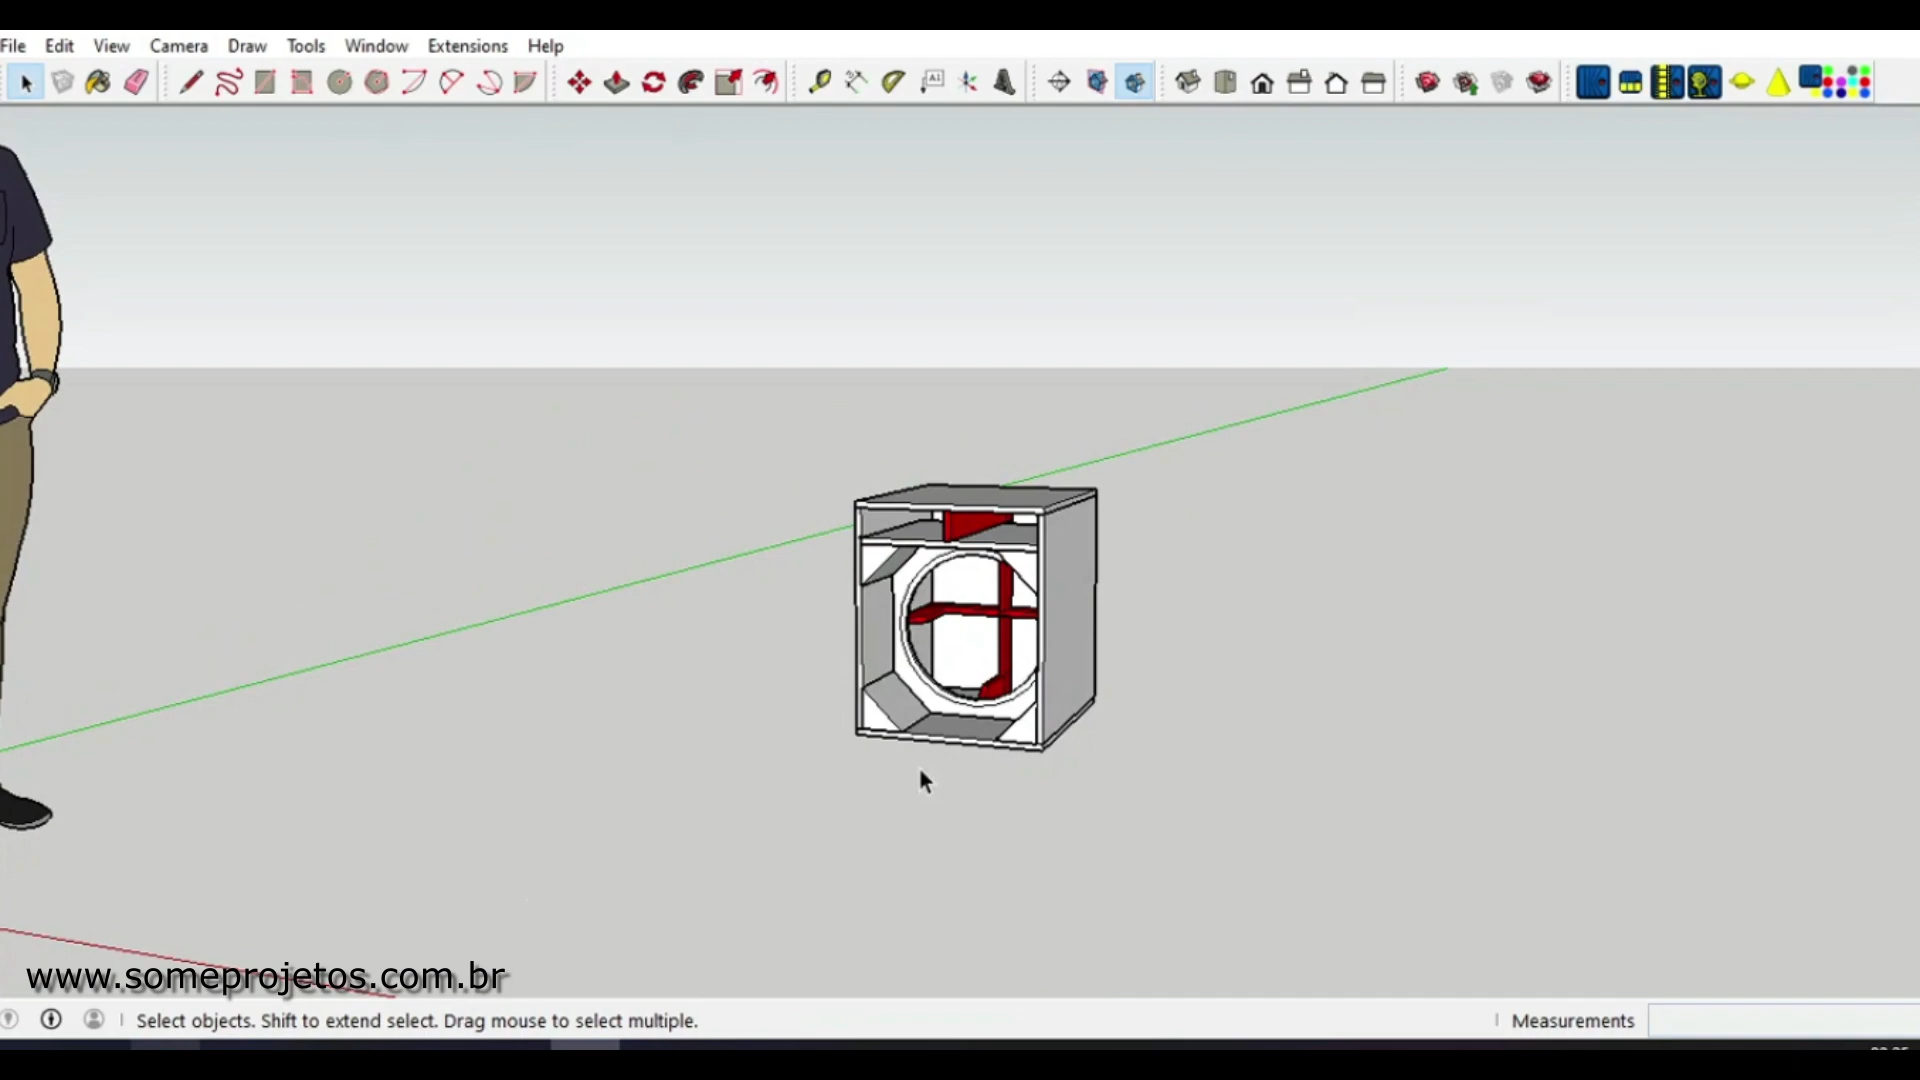 File Edit View Camera Draw Tools Window Extensions Help
A1
www.someprojetos.com.br
Select objects. Shift to extend select. Drag mouse to select multiple.
Measurements